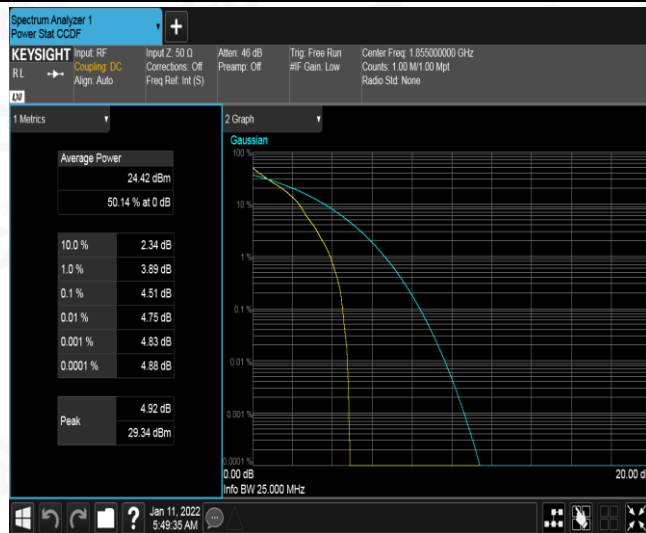 Spectrum Analyzer 1
Power Stat CCDF
+
KEYSIGHT
RL
LXI
Input: RF
Coupling: DC
Align: Auto
Input Z: 50 Ω
Corrections: Off
Freq Ref: Int (S)
Atten: 46 dB
Preamp: Off
Trig: Free Run
#IF Gain: Low
Center Freq: 1.855000000 GHz
Counts: 1.00 M/1.00 Mpt
Radio Std: None
1 Metrics
Average Power
24.42 dBm
50.14 % at 0 dB
10.0 % 2.34 dB
1.0 % 3.89 dB
0.1 % 4.51 dB
0.01 % 4.75 dB
0.001 % 4.83 dB
0.0001 % 4.88 dB
Peak
4.92 dB
29.34 dBm
2 Graph
Gaussian
100 %
10 %
1 %
0.1 %
0.01 %
0.001 %
0.0001 %
0.00 dB
20.00 d
Info BW 25.000 MHz
?
Jan 11, 2022
5:49:35 AM